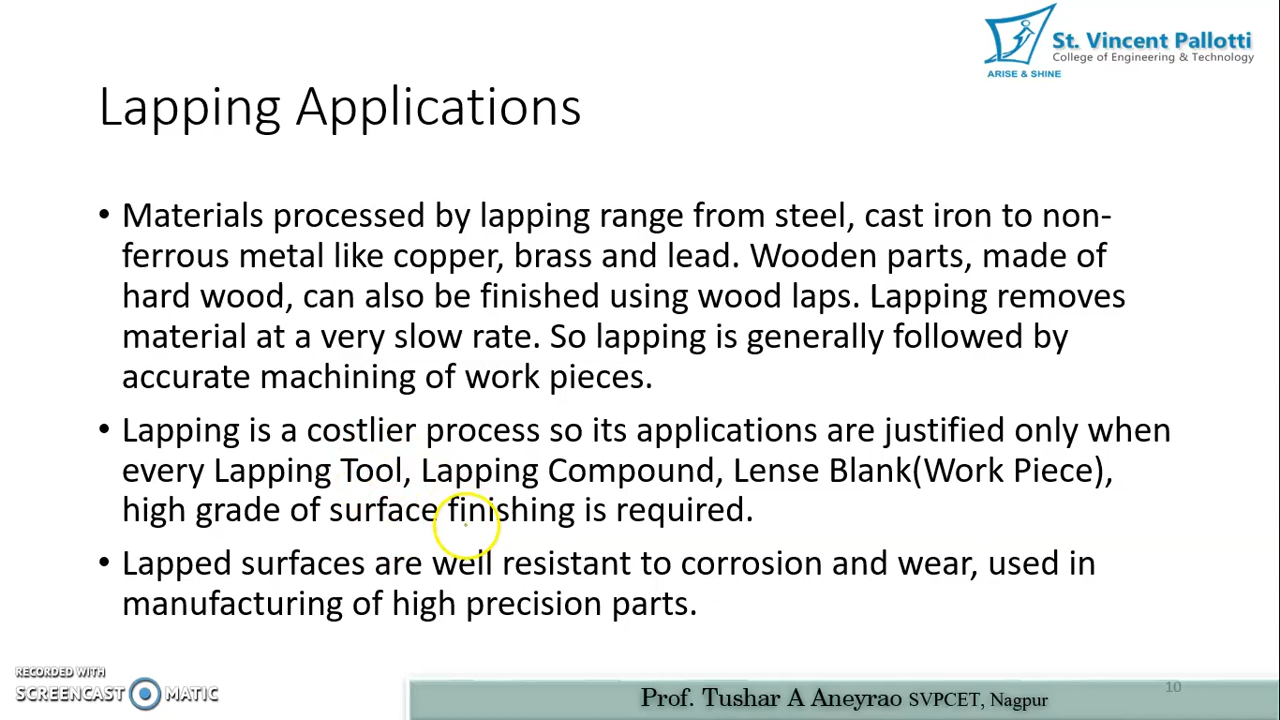 St. Vincent Pallotti
College of Engineering & Technology
ARISE & SHINE
Lapping Applications
• Materials processed by lapping range from steel, cast iron to non-
ferrous metal like copper, brass and lead. Wooden parts, made of
hard wood, can also be finished using wood laps. Lapping removes
material at a very slow rate. So lapping is generally followed by
accurate machining of work pieces.
• Lapping is a costlier process so its applications are justified only when
every Lapping Tool, Lapping Compound, Lense Blank(Work Piece),
high grade of surface finishing is required.
• Lapped surfaces are well resistant to corrosion and wear, used in
manufacturing of high precision parts.
RECORDED WITH
SCREENCAST MATIC
Prof. Tushar A Aneyrao SVPCET, Nagpur
10